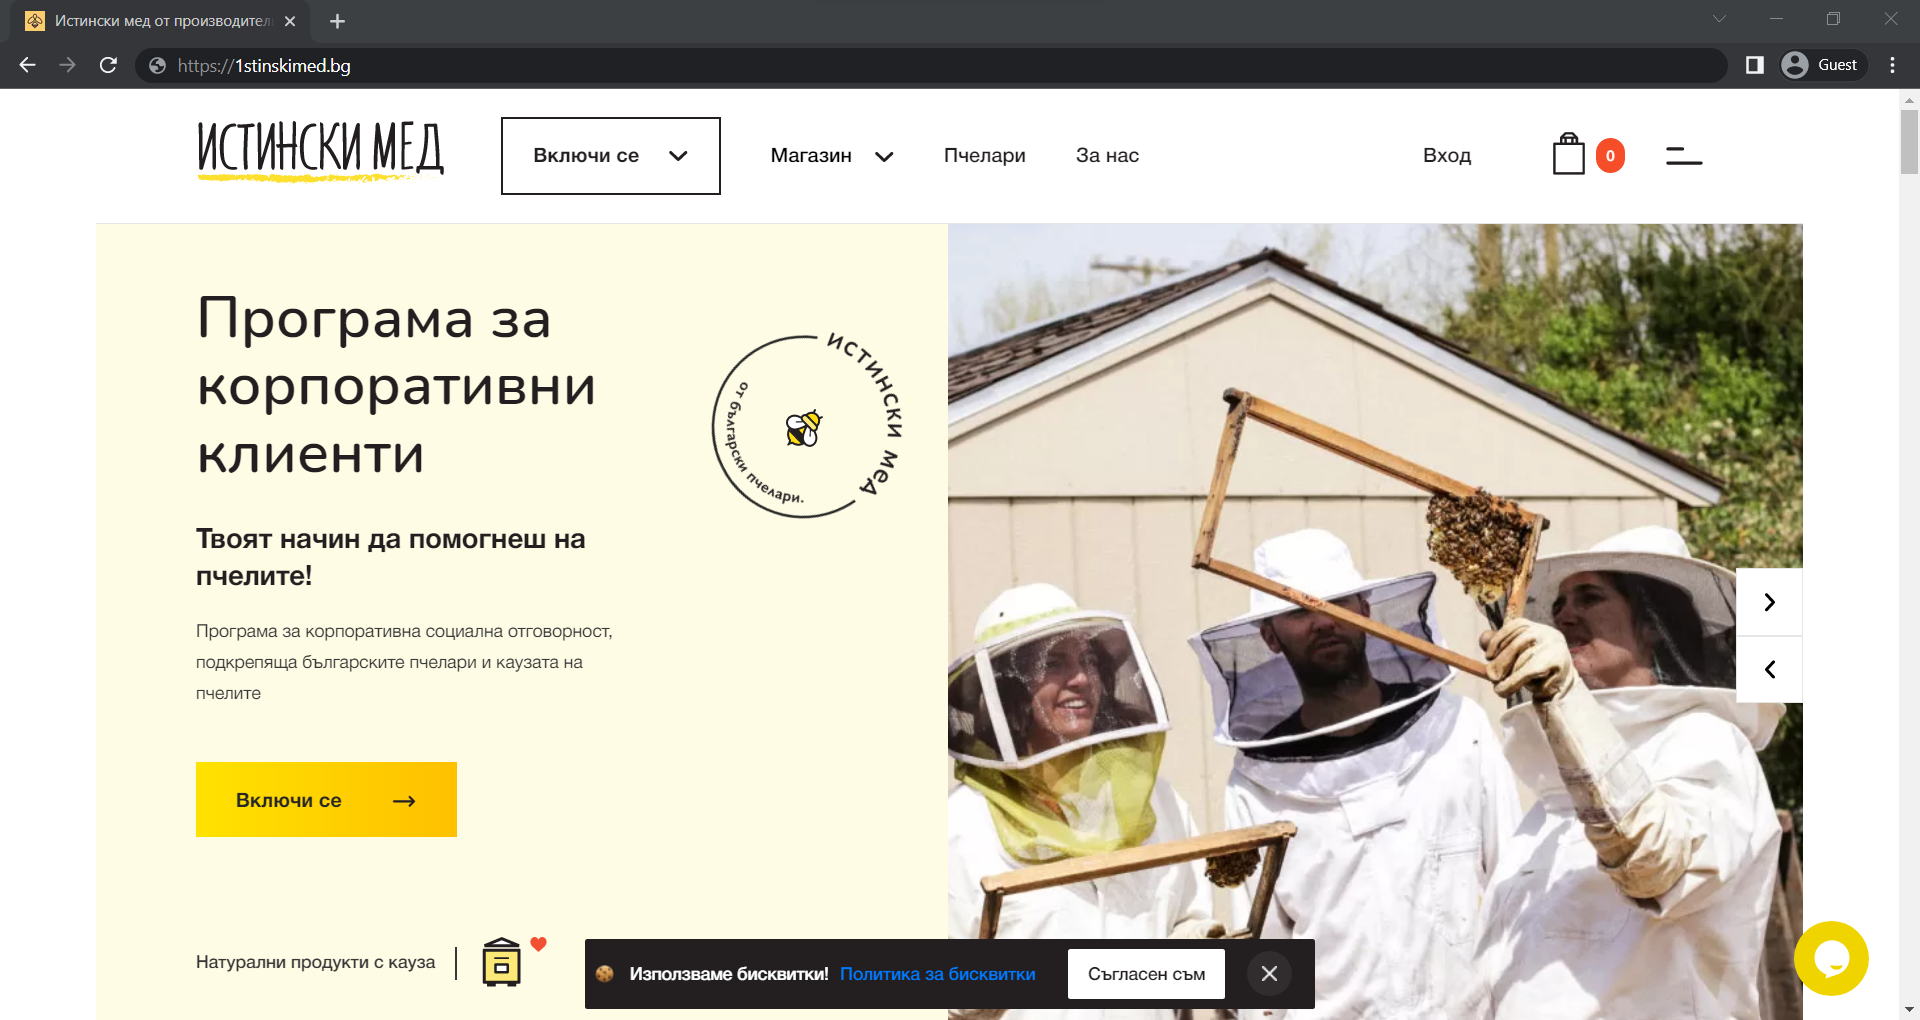 Истински мед от производител
https://1stinskimed.bg
Guest
ИСТИНСКИ МЕД
Включи се
Магазин
Пчелари
За нас
Вход
0
Програма за
корпоративни
клиенти
ИСТИНСКИ МЕД
от български пчелари.
Твоят начин да помогнеш на
пчелите!
Програма за корпоративна социална отговорност,
подкрепяща българските пчелари и каузата на
пчелите
Включи се
Натурални продукти с кауза
Използваме бисквитки! Политика за бисквитки
Съгласен съм